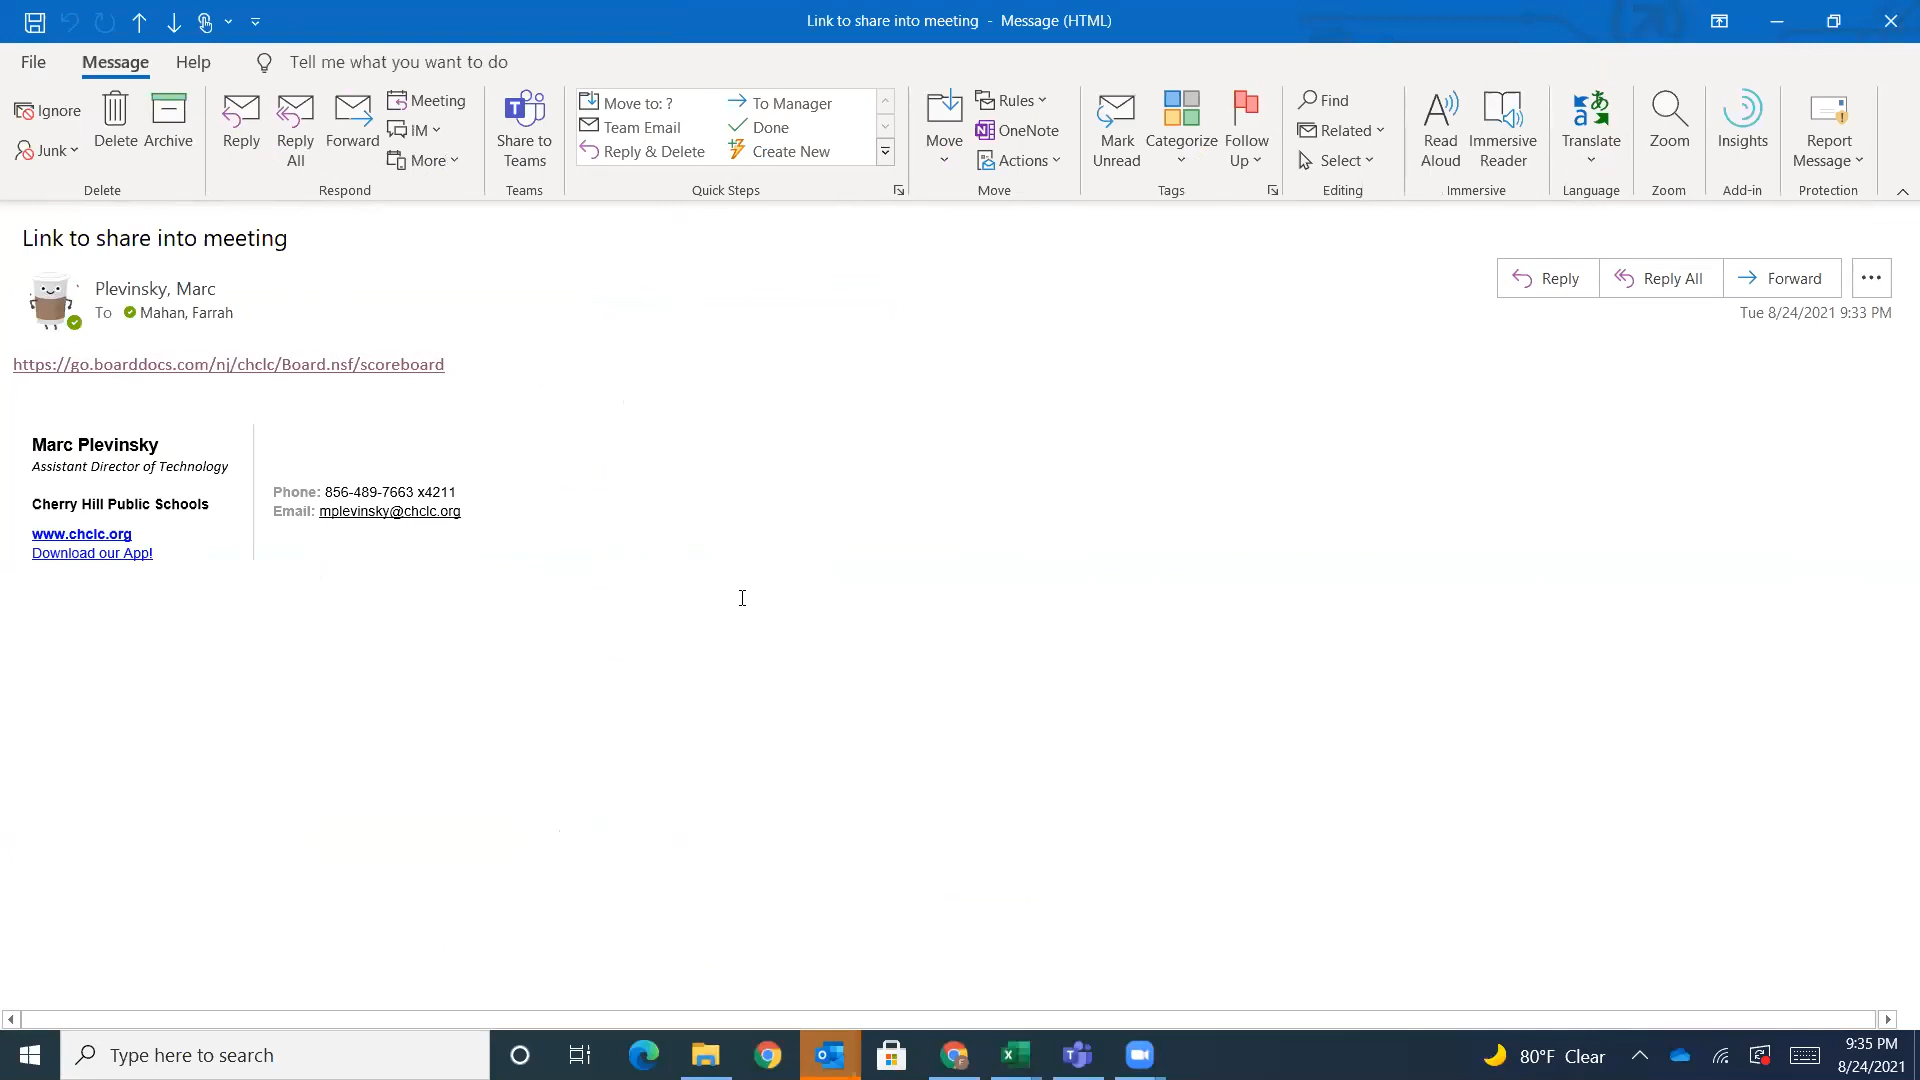 Link to share into meeting - Message (HTML)
File Message Help Tell me what you want to do
Ignore
Junk
Delete
Archive
Delete
Reply
Reply All
Forward
Meeting
IM
More
Respond
Share to Teams
Teams
Move to: ?
Team Email
Reply & Delete
To Manager
Done
Create New
Quick Steps
Move
Rules
OneNote
Actions
Move
Mark Unread
Categorize
Follow Up
Tags
Find
Related
Select
Editing
Read Aloud
Immersive Reader
Immersive
Translate
Language
Zoom
Zoom
Insights
Add-in
Report Message
Protection
Link to share into meeting
Plevinsky, Marc
To Mahan, Farrah
Reply Reply All Forward
Tue 8/24/2021 9:33 PM
https://go.boarddocs.com/nj/chclc/Board.nsf/scoreboard
Marc Plevinsky
Assistant Director of Technology
Cherry Hill Public Schools
www.chclc.org
Download our App!
Phone: 856-489-7663 x4211
Email: mplevinsky@chclc.org
Type here to search
80°F Clear
9:35 PM
8/24/2021